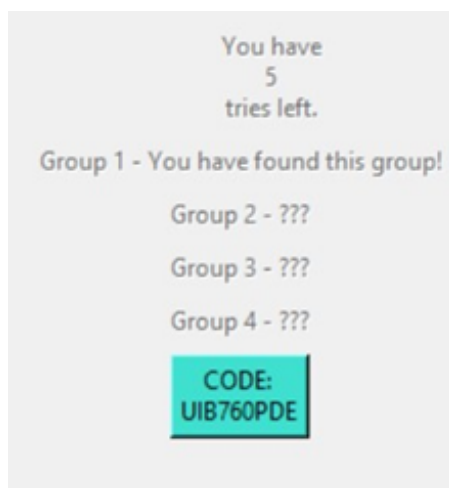 You have
5
tries left.
Group 1 - You have found this group!
Group 2 - ???
Group 3 - ???
Group 4 - ???
CODE:
UIB760PDE